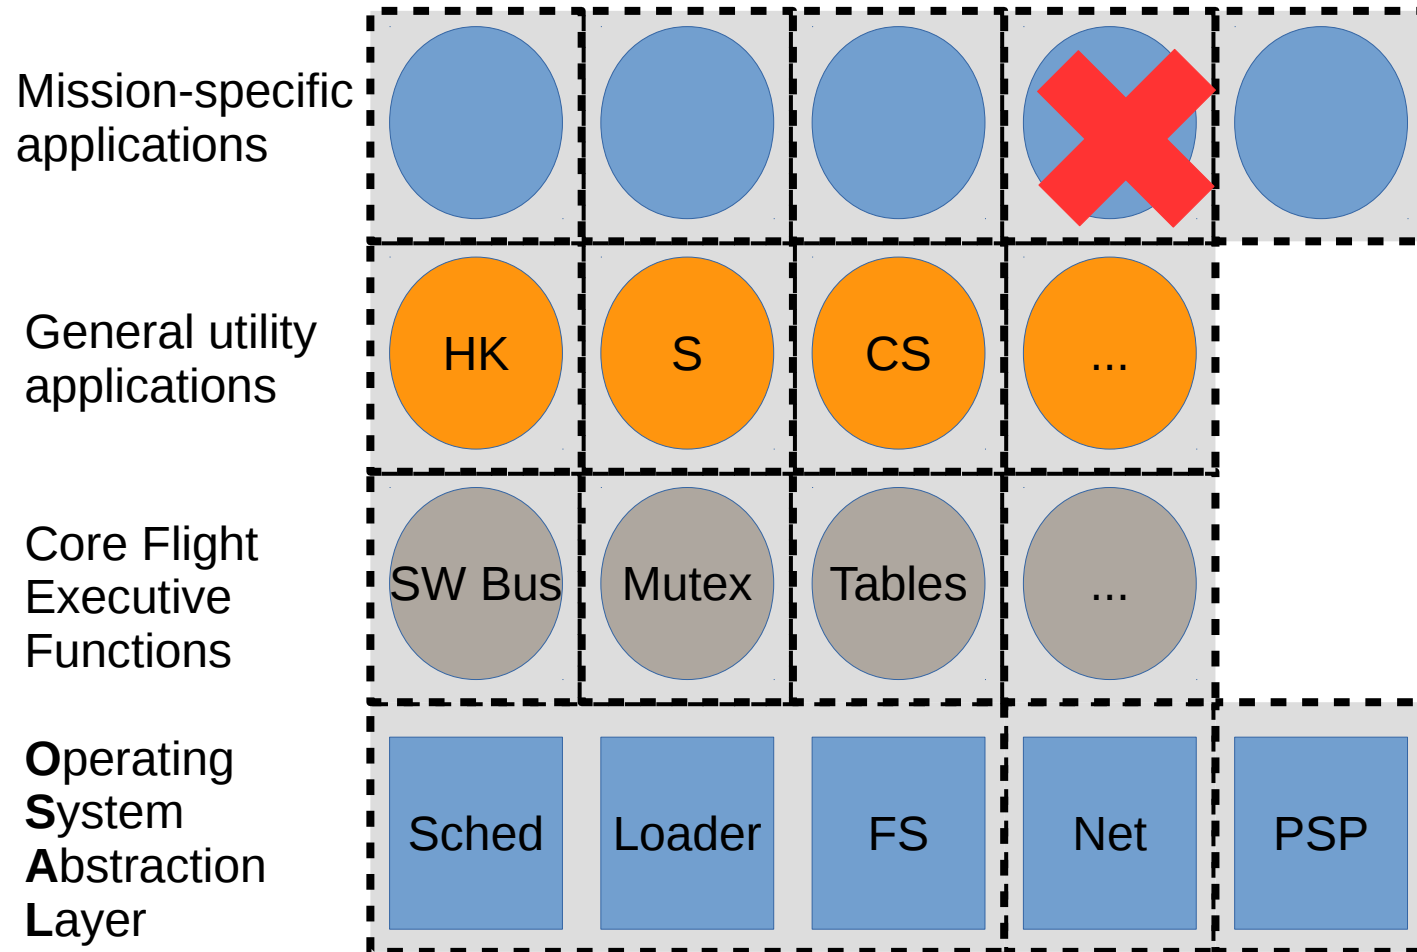 Mission-specific
applications
General utility
applications
HK
S
CS
...
Core Flight
Executive
Functions
SW Bus
Mutex
Tables
...
Operating
System
Abstraction
Layer
Sched
Loader
FS
Net
PSP